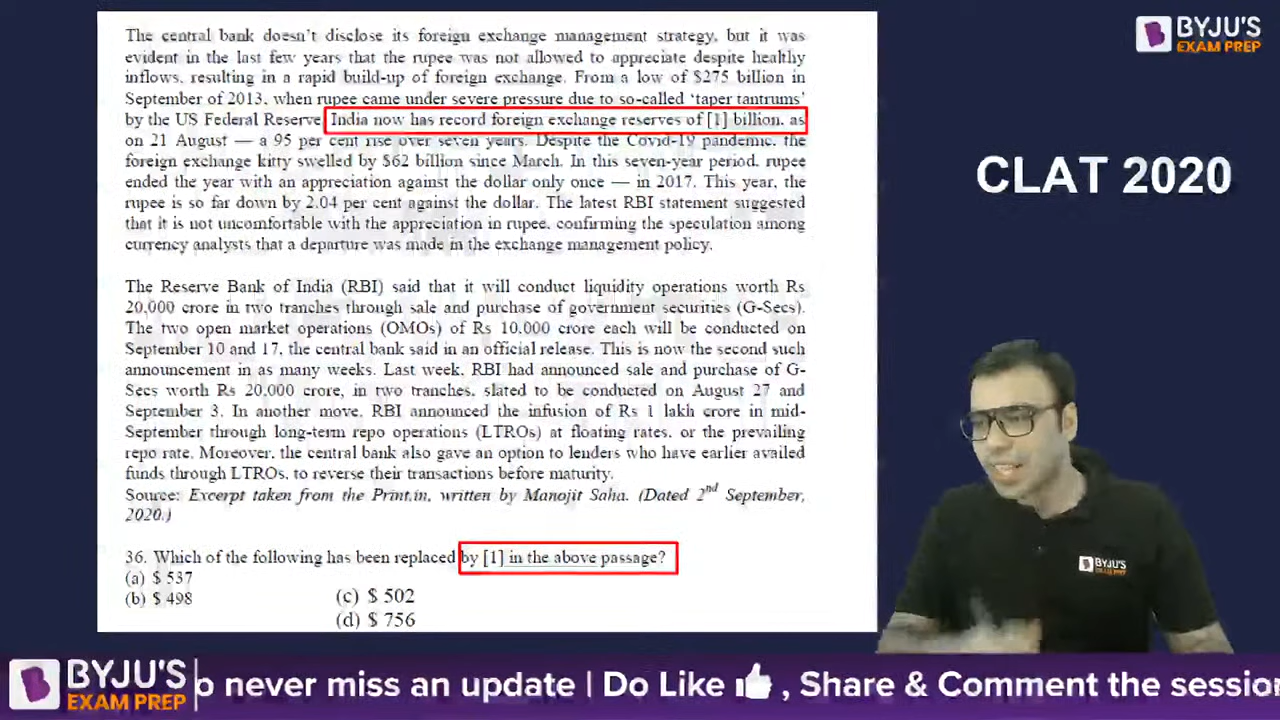 The central bank doesn't disclose its foreign exchange management strategy, but it was
evident in the last few years that the rupee was not allowed to appreciate despite healthy
inflows, resulting in a rapid build-up of foreign exchange. From a low of $275 billion in
September of 2013, when rupee came under severe pressure due to so-called 'taper tantrums'
by the US Federal Reserve, India now has record foreign exchange reserves of [1] billion, as
on 21 August — a 95 per cent rise over seven years. Despite the Covid-19 pandemic, the
foreign exchange kitty swelled by $62 billion since March. In this seven-year period, rupee
ended the year with an appreciation against the dollar only once — in 2017. This year, the
rupee is so far down by 2.04 per cent against the dollar. The latest RBI statement suggested
that it is not uncomfortable with the appreciation in rupee, confirming the speculation among
currency analysts that a departure was made in the exchange management policy.
The Reserve Bank of India (RBI) said that it will conduct liquidity operations worth Rs
20,000 crore in two tranches through sale and purchase of government securities (G-Secs).
The two open market operations (OMOs) of Rs 10,000 crore each will be conducted on
September 10 and 17, the central bank said in an official release. This is now the second such
announcement in as many weeks. Last week, RBI had announced sale and purchase of G-
Secs worth Rs 20,000 crore, in two tranches, slated to be conducted on August 27 and
September 3. In another move, RBI announced the infusion of Rs 1 lakh crore in mid-
September through long-term repo operations (LTROs) at floating rates, or the prevailing
repo rate. Moreover, the central bank also gave an option to lenders who have earlier availed
funds through LTROs, to reverse their transactions before maturity.
Source: Excerpt taken from the Print.in, written by Manojit Saha. (Dated 2nd September,
2020.)
36. Which of the following has been replaced by [1] in the above passage?
(a) $ 537
(b) $ 498
(c) $ 502
(d) $ 756
BYJU'S
EXAM PREP
CLAT 2020
BYJU'S
BYJU'S
EXAM PREP
o never miss an update | Do Like , Share & Comment the session